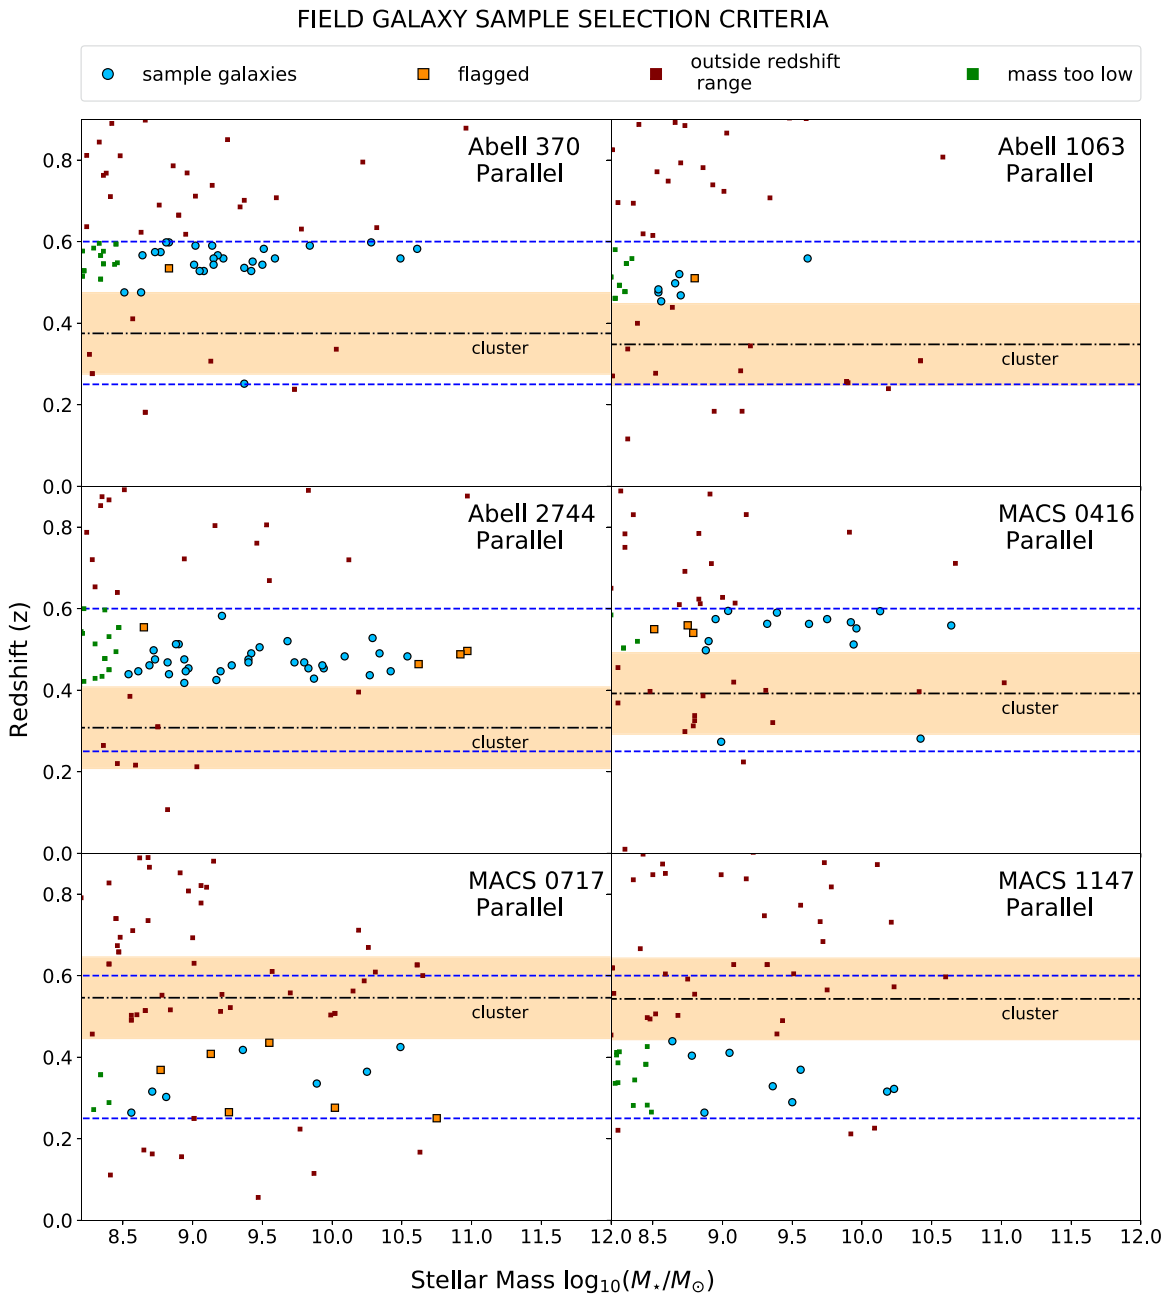 FIELD GALAXY SAMPLE SELECTION CRITERIA
sample galaxies
flagged
outside redshift
range
mass too low
Abell 370
Parallel
cluster
0.8
0.6
0.4
0.2
0.0
Abell 1063
Parallel
cluster
Abell 2744
Parallel
cluster
0.8
0.6
0.4
0.2
0.0
MACS 0416
Parallel
cluster
MACS 0717
Parallel
cluster
0.8
0.6
0.4
0.2
0.0
MACS 1147
Parallel
cluster
Redshift (z)
8.5 9.0 9.5 10.0 10.5 11.0 11.5 12.0
8.5 9.0 9.5 10.0 10.5 11.0 11.5 12.0
Stellar Mass log₁₀(M⋆/M⊙)